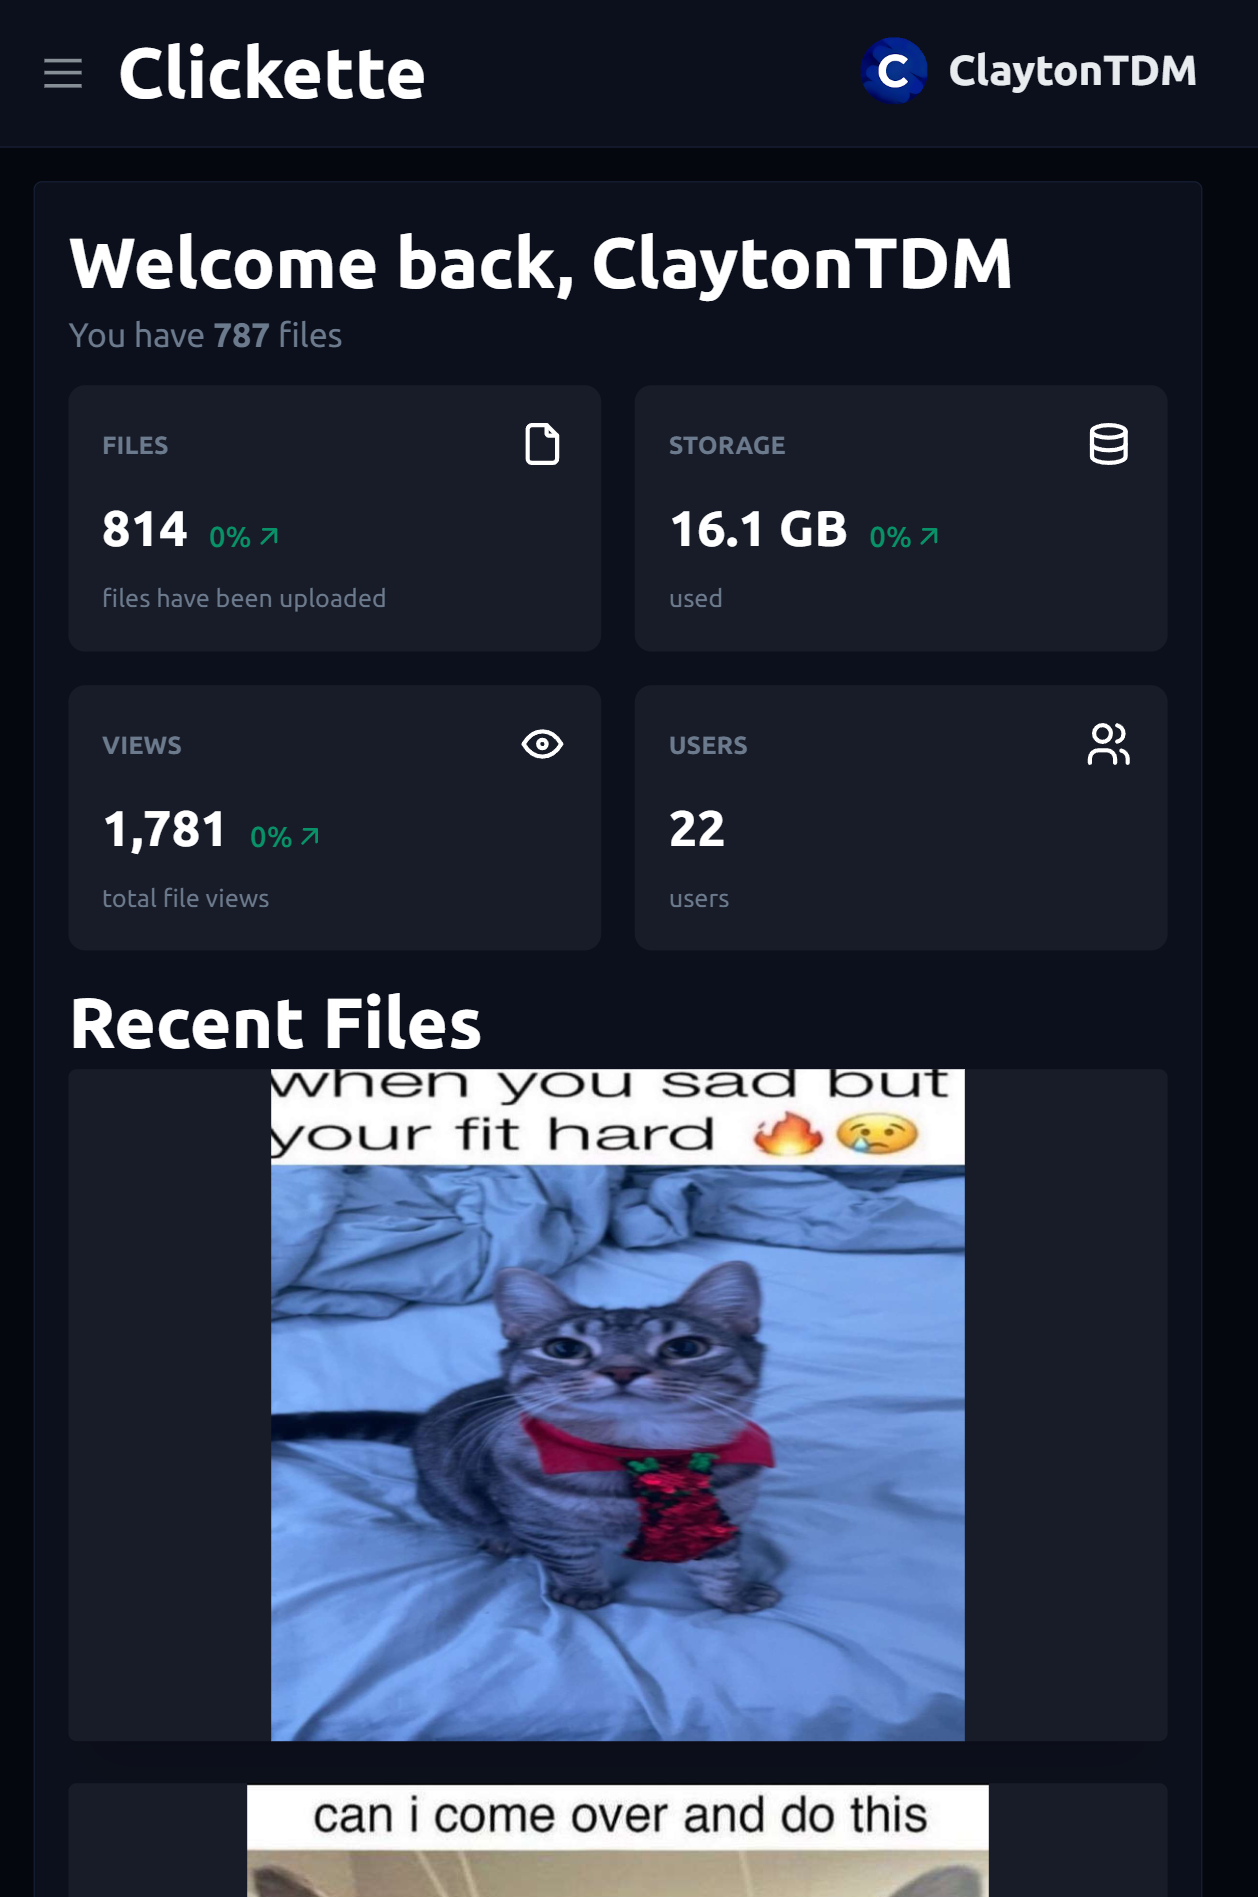 Clickette
C ClaytonTDM
Welcome back, ClaytonTDM
You have 787 files
FILES
814 0%
files have been uploaded
STORAGE
16.1 GB 0%
used
VIEWS
1,781 0%
total file views
USERS
22
users
Recent Files
when you sad but
your fit hard 🔥😢
can i come over and do this